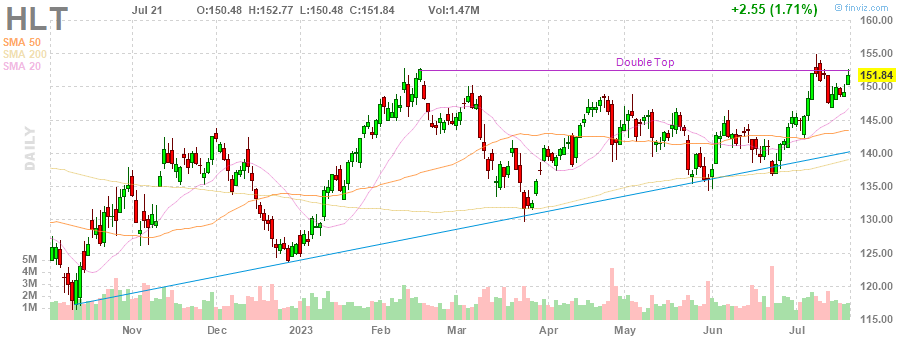 HLT
Jul 21 O:150.48 H:152.77 L:150.48 C:151.84 Vol:1.47M +2.55 (1.71%)
finviz.com
SMA 50
SMA 200
SMA 20
DAILY
Double Top
160.00
155.00
151.84
150.00
145.00
140.00
135.00
130.00
125.00
120.00
115.00
5M
4M
3M
2M
1M
Nov Dec 2023 Feb Mar Apr May Jun Jul